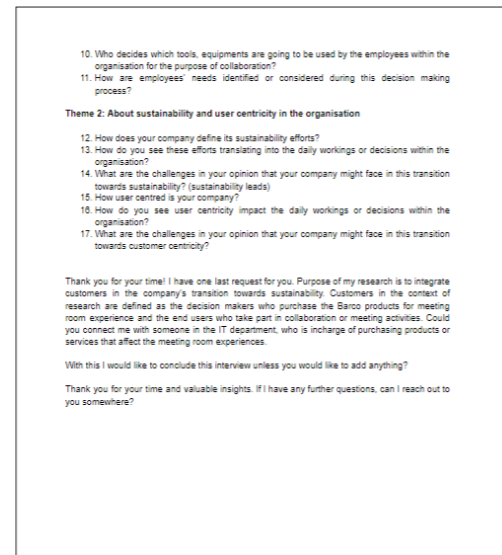 10. Who decides which tools, equipments are going to be used by the employees within the
organisation for the purpose of collaboration?
11. How are employees' needs identified or considered during this decision making
process?
Theme 2: About sustainability and user centricity in the organisation
12. How does your company define its sustainability efforts?
13. How do you see these efforts translating into the daily workings or decisions within the
organisation?
14. What are the challenges in your opinion that your company might face in this transition
towards sustainability? (sustainability leads)
15. How user centred is your company?
16. How do you see user centricity impact the daily workings or decisions within the
organisation?
17. What are the challenges in your opinion that your company might face in this transition
towards customer centricity?
Thank you for your time! I have one last request for you. Purpose of my research is to integrate
customers in the company's transition towards sustainability. Customers in the context of
research are defined as the decision makers who purchase the Barco products for meeting
room experience and the end users who take part in collaboration or meeting activities. Could
you connect me with someone in the IT department, who is incharge of purchasing products or
services that affect the meeting room experiences.
With this I would like to conclude this interview unless you would like to add anything?
Thank you for your time and valuable insights. If I have any further questions, can I reach out to
you somewhere?